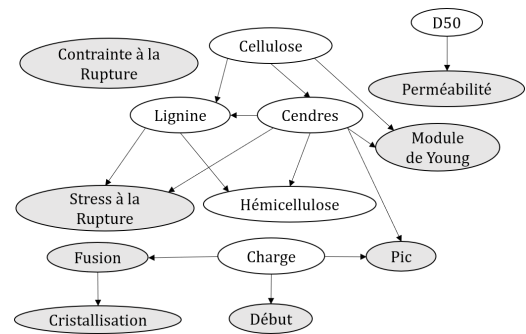 D50
Cellulose
Contrainte à la
Rupture
Perméabilité
Lignine
Cendres
Module
de Young
Stress à la
Rupture
Hémicellulose
Fusion
Charge
Pic
Cristallisation
Début